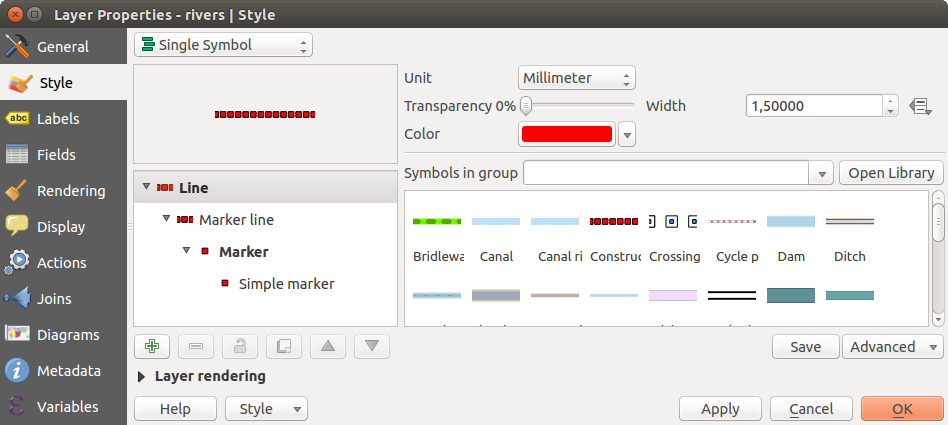 Layer Properties - rivers | Style
General
Style
Labels
Fields
Rendering
Display
Actions
Joins
Diagrams
Metadata
Variables
Single Symbol
Unit
Millimeter
Transparency 0%
Width
1,50000
Color
Symbols in group
Open Library
Line
Marker line
Marker
Simple marker
Bridlewa
Canal
Canal ri
Construc
Crossing
Cycle p
Dam
Ditch
Save
Advanced
Layer rendering
Help
Style
Apply
Cancel
OK
abc